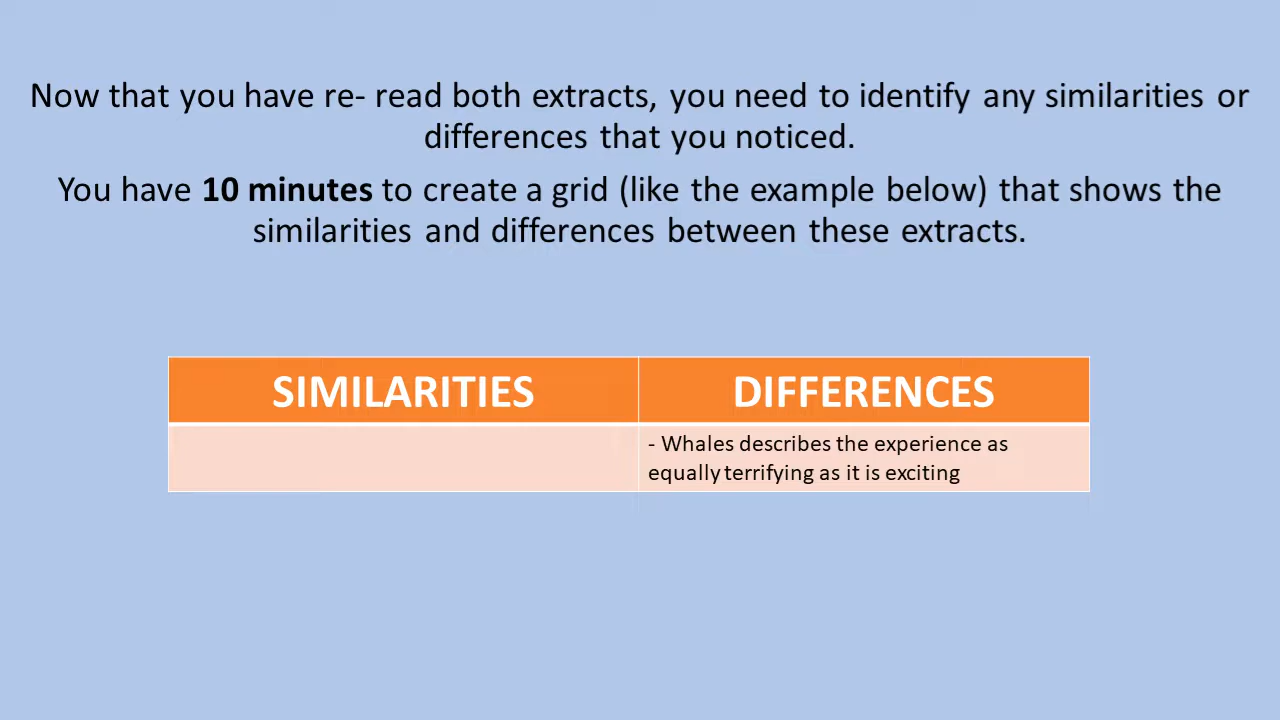 Now that you have re- read both extracts, you need to identify any similarities or
differences that you noticed.
You have 10 minutes to create a grid (like the example below) that shows the
similarities and differences between these extracts.
SIMILARITIES
DIFFERENCES
- Whales describes the experience as
equally terrifying as it is exciting